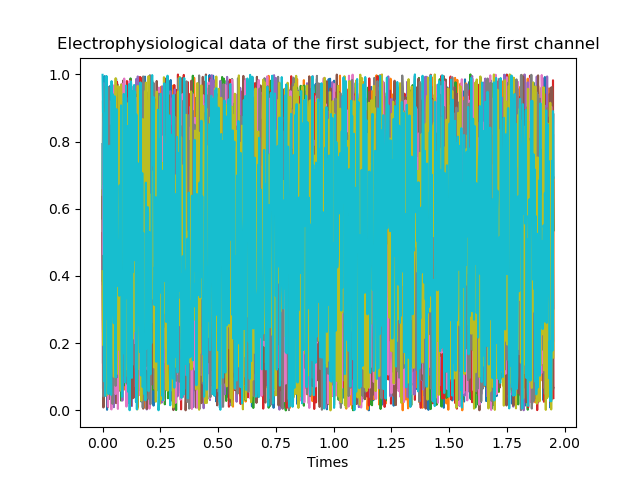 Electrophysiological data of the first subject, for the first channel
1.0
0.8
0.6
0.4
0.2
0.0
0.00 0.25 0.50 0.75 1.00 1.25 1.50 1.75 2.00
Times